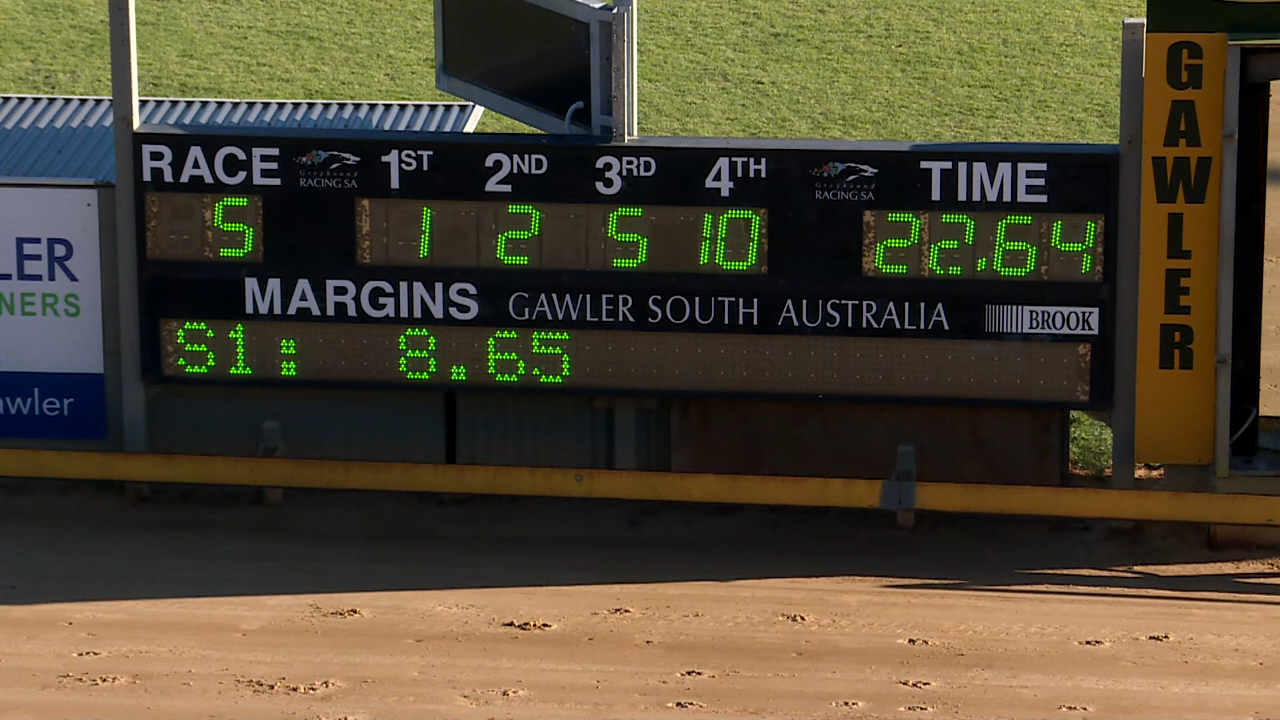 RACE Greyhound RACING SA 1ST 2ND 3RD 4TH Greyhound RACING SA TIME
5 1 2 5 10 22.64
MARGINS GAWLER SOUTH AUSTRALIA BROOK
S1: 8.65
GAWLER
LER
NERS
awler